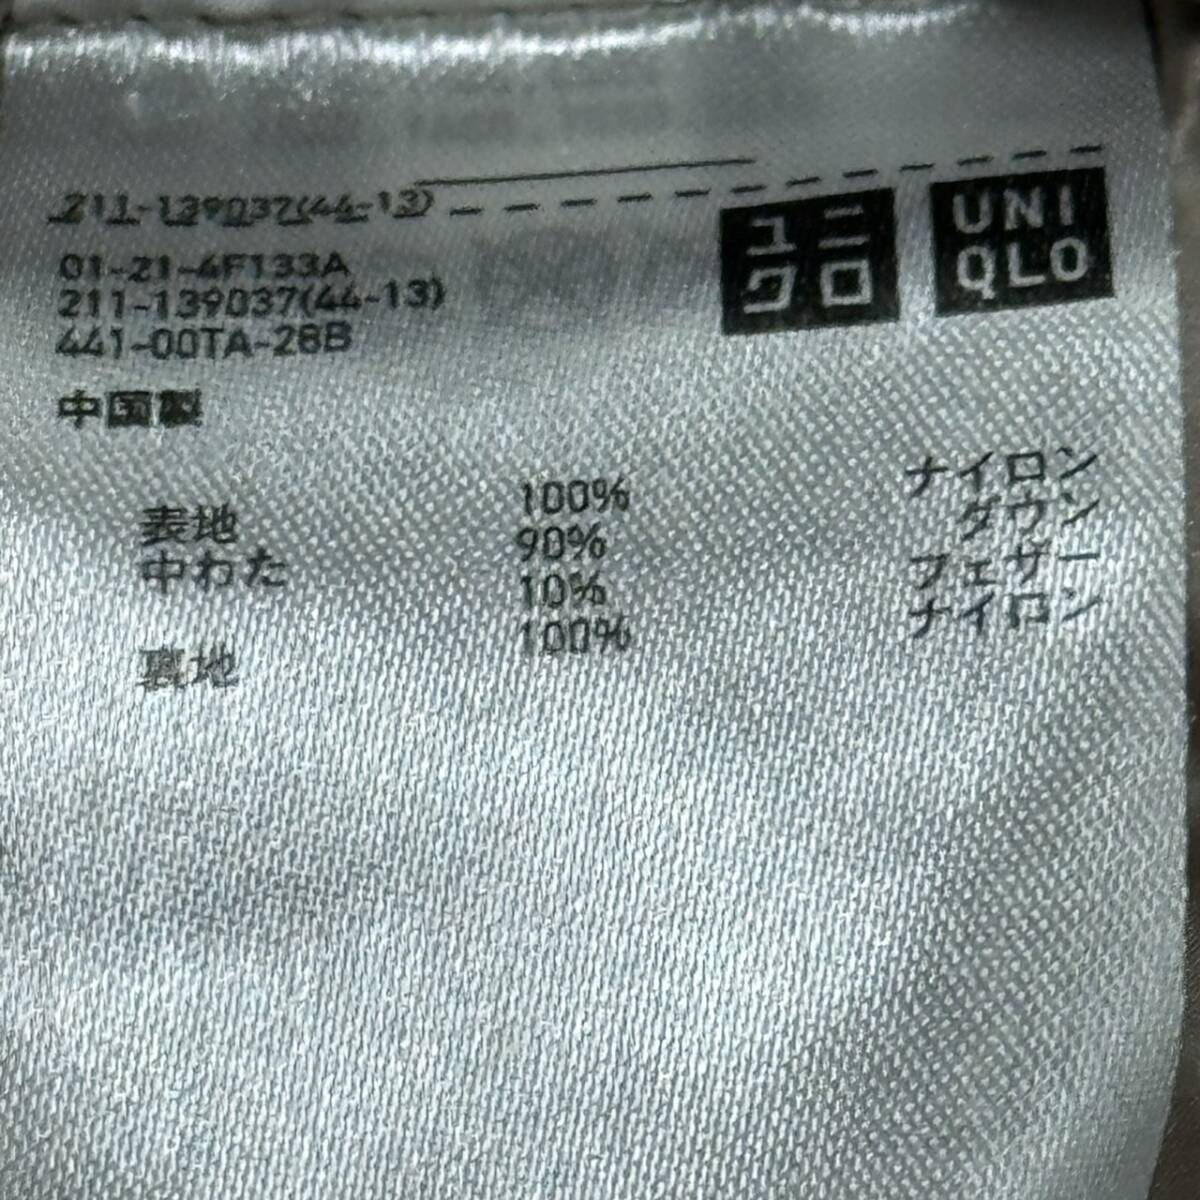 211-139037(44-13)
ユニ
クロ
UNI
QLO
01-21-4F133A
211-139037(44-13)
441-00TA-28B
中国製
表地 100% ナイロン
中わた 90% ダウン
10% フェザー
裏地 100% ナイロン